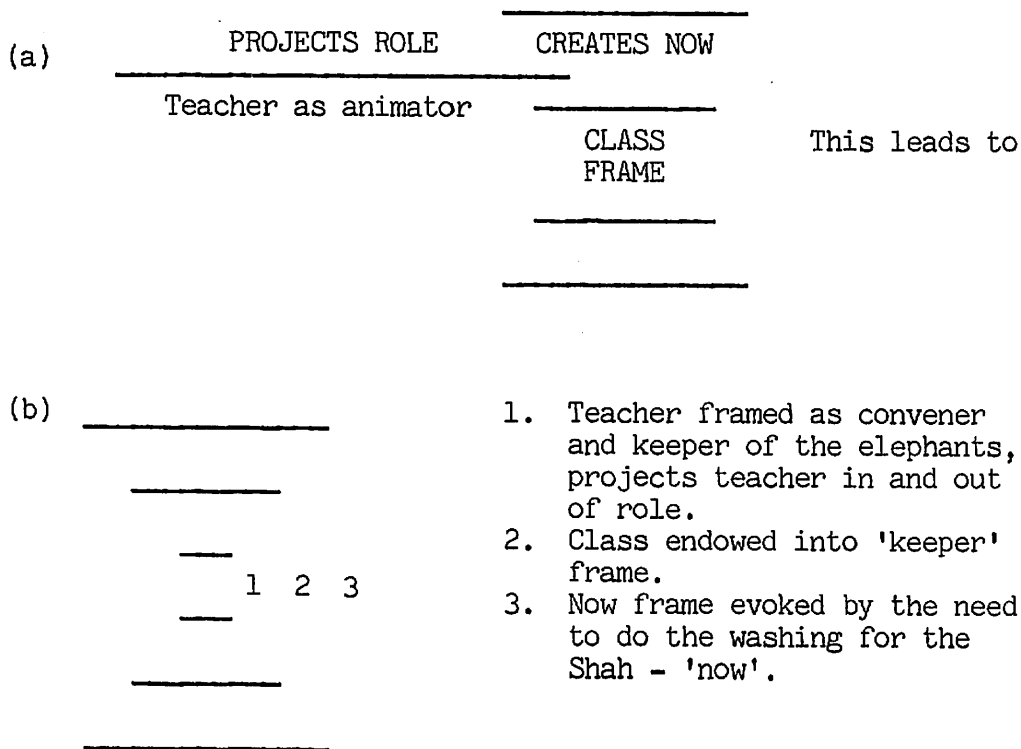 (a)
PROJECTS ROLE CREATES NOW
Teacher as animator
CLASS This leads to
FRAME
(b)
1 2 3
1. Teacher framed as convener
and keeper of the elephants,
projects teacher in and out
of role.
2. Class endowed into 'keeper'
frame.
3. Now frame evoked by the need
to do the washing for the
Shah - 'now'.